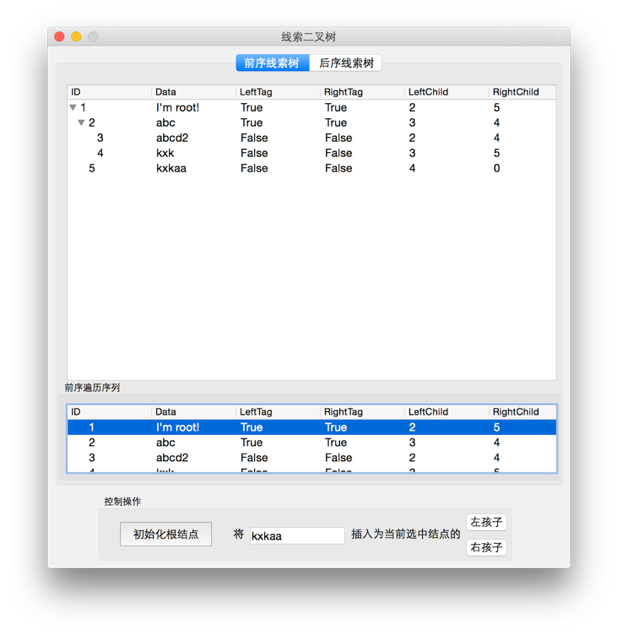 线索二叉树
前序线索树 后序线索树
ID Data LeftTag RightTag LeftChild RightChild
1 I'm root! True True 2 5
2 abc True True 3 4
3 abcd2 False False 2 4
4 kxk False False 3 5
5 kxkaa False False 4 0
前序遍历序列
ID Data LeftTag RightTag LeftChild RightChild
1 I'm root! True True 2 5
2 abc True True 3 4
3 abcd2 False False 2 4
4 kxk False False 3 5
控制操作
左孩子
初始化根结点 将 kxkaa 插入为当前选中结点的
右孩子